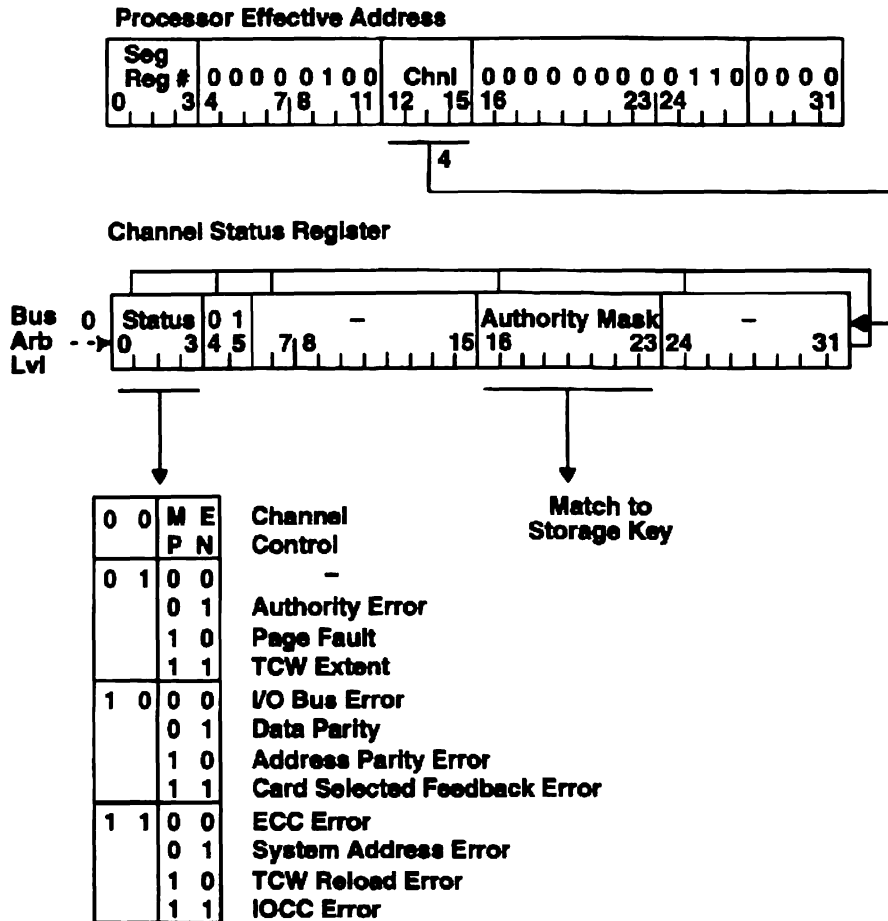 Processor Effective Address
Seg
Reg # 0 0 0 0 0 1 0 0 Chnl 0 0 0 0 0 0 0 0 0 1 1 0 0 0 0 0
0 3 4 7 8 11 12 15 16 23 24 31
4
Channel Status Register
Bus 0 Status 0 1 – Authority Mask –
Arb 0 3 4 5 7 8 15 16 23 24 31
Lvl
0 0 M E Channel
P N Control
0 1 0 0 –
0 1 Authority Error
1 0 Page Fault
1 1 TCW Extent
1 0 0 0 I/O Bus Error
0 1 Data Parity
1 0 Address Parity Error
1 1 Card Selected Feedback Error
1 1 0 0 ECC Error
0 1 System Address Error
1 0 TCW Reload Error
1 1 IOCC Error
Match to
Storage Key